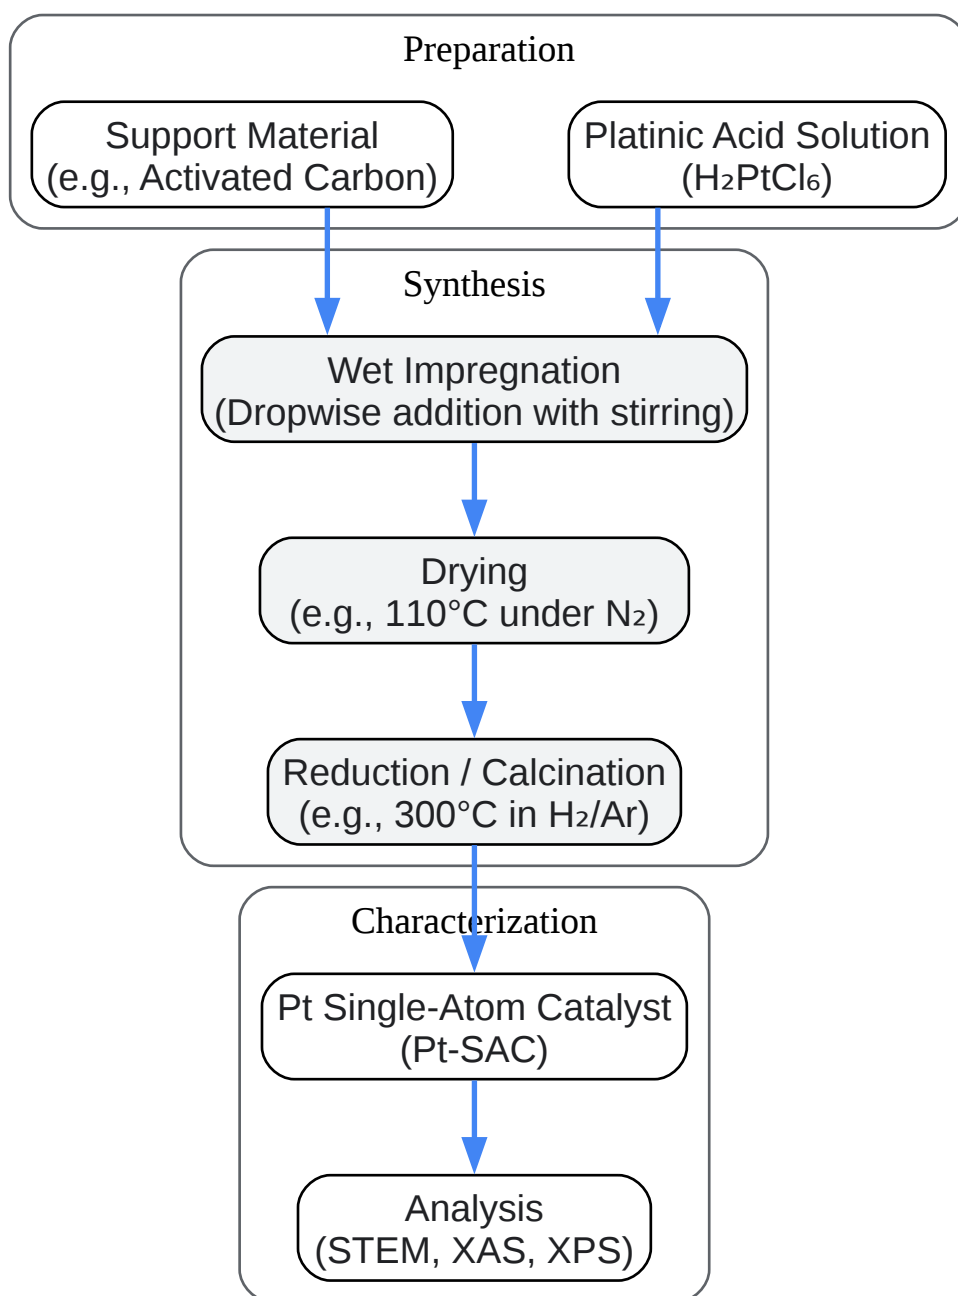 Preparation
Support Material
(e.g., Activated Carbon)
Platinic Acid Solution
(H₂PtCl₆)
Synthesis
Wet Impregnation
(Dropwise addition with stirring)
Drying
(e.g., 110°C under N₂)
Reduction / Calcination
(e.g., 300°C in H₂/Ar)
Characterization
Pt Single-Atom Catalyst
(Pt-SAC)
Analysis
(STEM, XAS, XPS)